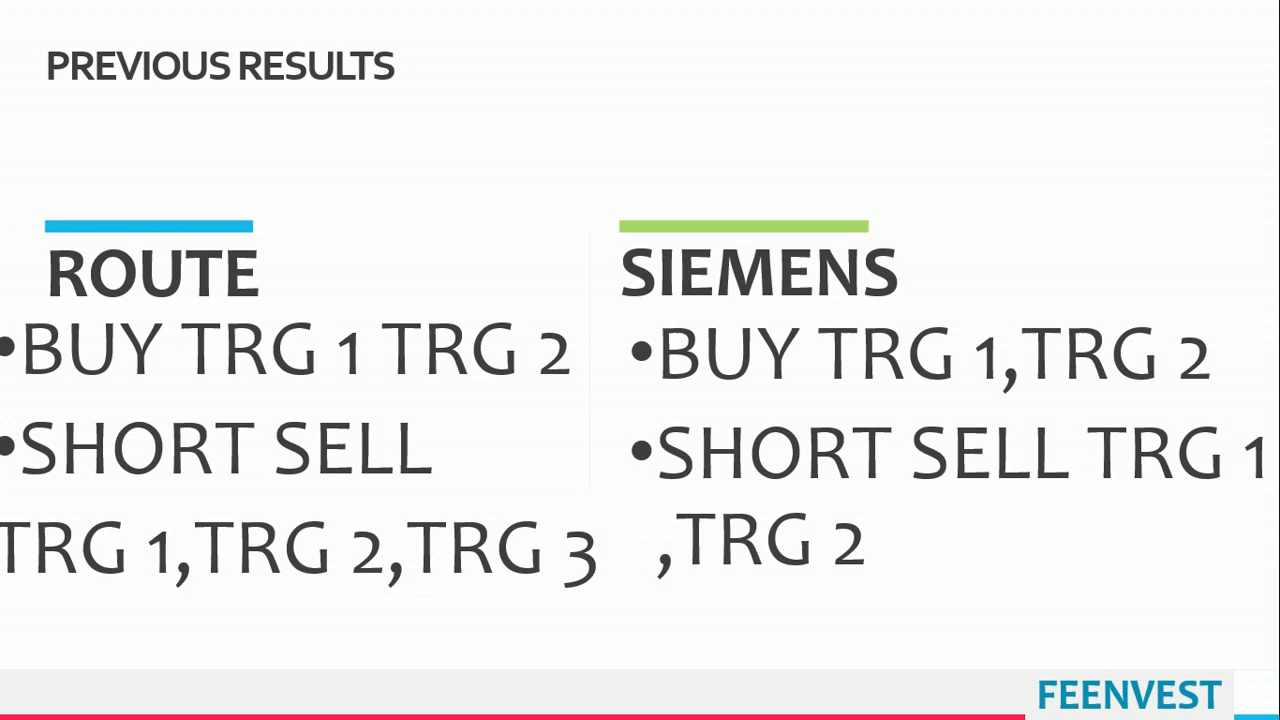 PREVIOUS RESULTS
ROUTE
•BUY TRG 1 TRG 2
•SHORT SELL
TRG 1,TRG 2,TRG 3
SIEMENS
•BUY TRG 1,TRG 2
•SHORT SELL TRG 1
,TRG 2
FEENVEST